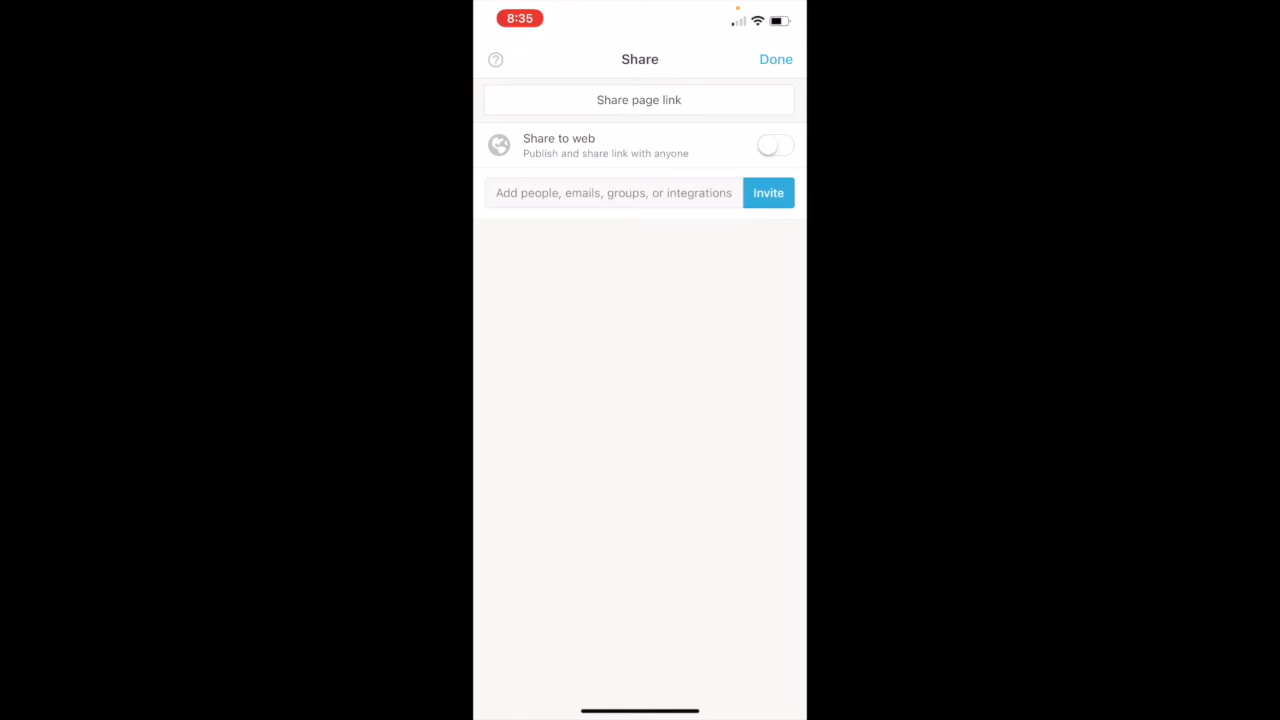 8:35
Share
Done
Share page link
Share to web
Publish and share link with anyone
Add people, emails, groups, or integrations
Invite